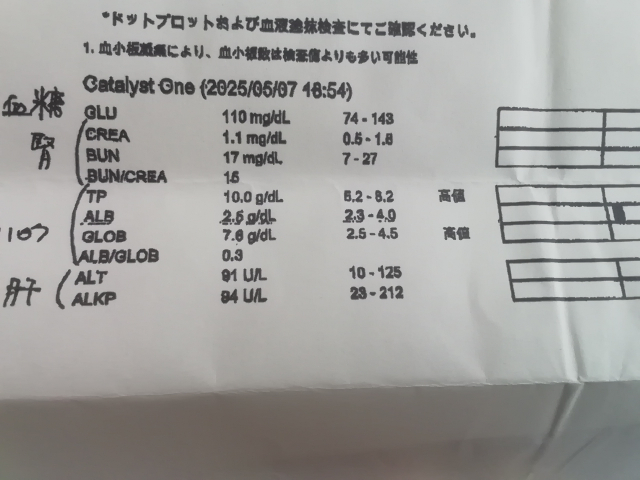 *ドットプロットおよび血液塗抹検査にてご確認ください。
1. 血小板凝集により、血小板数は検査値よりも多い可能性
Catalyst One (2025/05/07 18:54)
血糖 GLU 110 mg/dL 74 - 143
腎 CREA 1.1 mg/dL 0.5 - 1.8
BUN 17 mg/dL 7 - 27
BUN/CREA 15
TP 10.0 g/dL 5.2 - 8.2 高値
ALB 2.5 g/dL 2.3 - 4.0
GLOB 7.6 g/dL 2.5 - 4.5 高値
ALB/GLOB 0.3
肝 ALT 91 U/L 10 - 125
ALKP 94 U/L 23 - 212